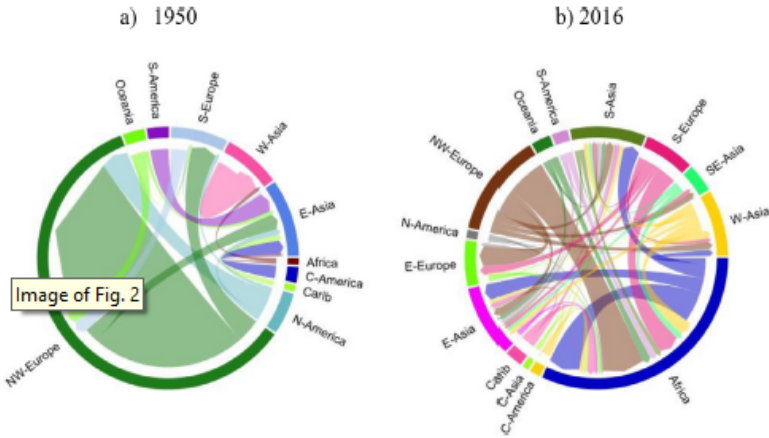 a) 1950
b) 2016
Oceania
S-America
S-Europe
W-Asia
E-Asia
Africa
C-America
Carib
N-America
NW-Europe
Image of Fig. 2
Oceania
S-America
S-Asia
S-Europe
SE-Asia
W-Asia
Africa
C-America
C-Asia
Carib
E-Asia
E-Europe
N-America
NW-Europe